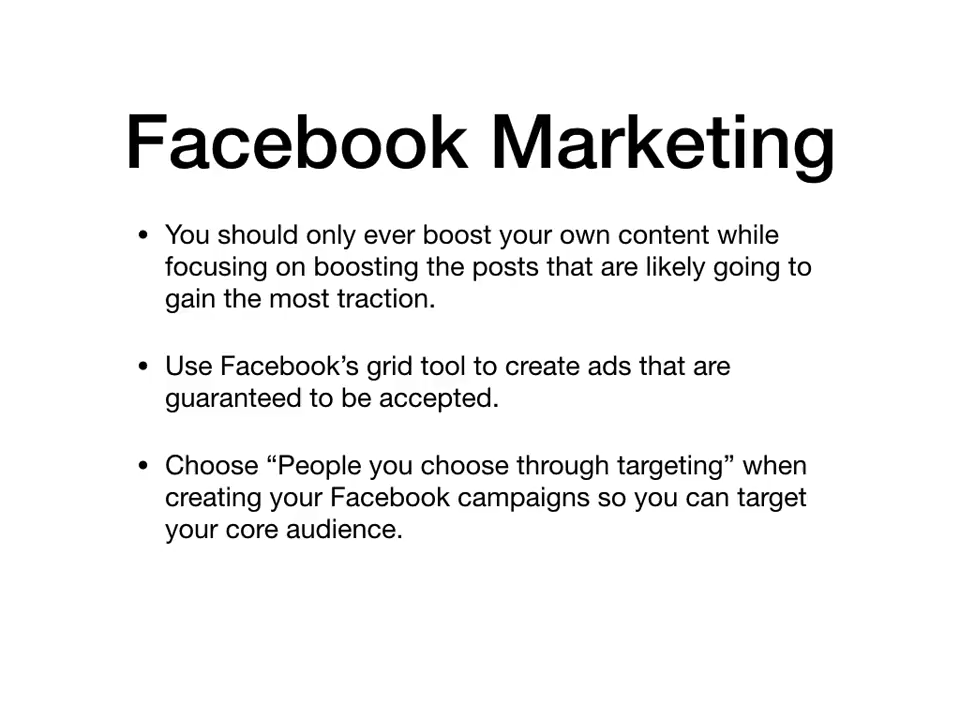 Facebook Marketing
• You should only ever boost your own content while
focusing on boosting the posts that are likely going to
gain the most traction.
• Use Facebook’s grid tool to create ads that are
guaranteed to be accepted.
• Choose “People you choose through targeting” when
creating your Facebook campaigns so you can target
your core audience.